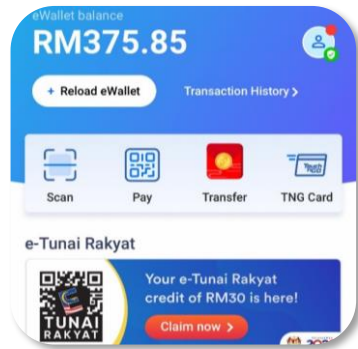 eWallet balance
RM375.85
+ Reload eWallet
Transaction History >
Scan
Pay
Transfer
TNG Card
e-Tunai Rakyat
Your e-Tunai Rakyat
credit of RM30 is
here!
Claim now >
TUNAI
RAKYAT